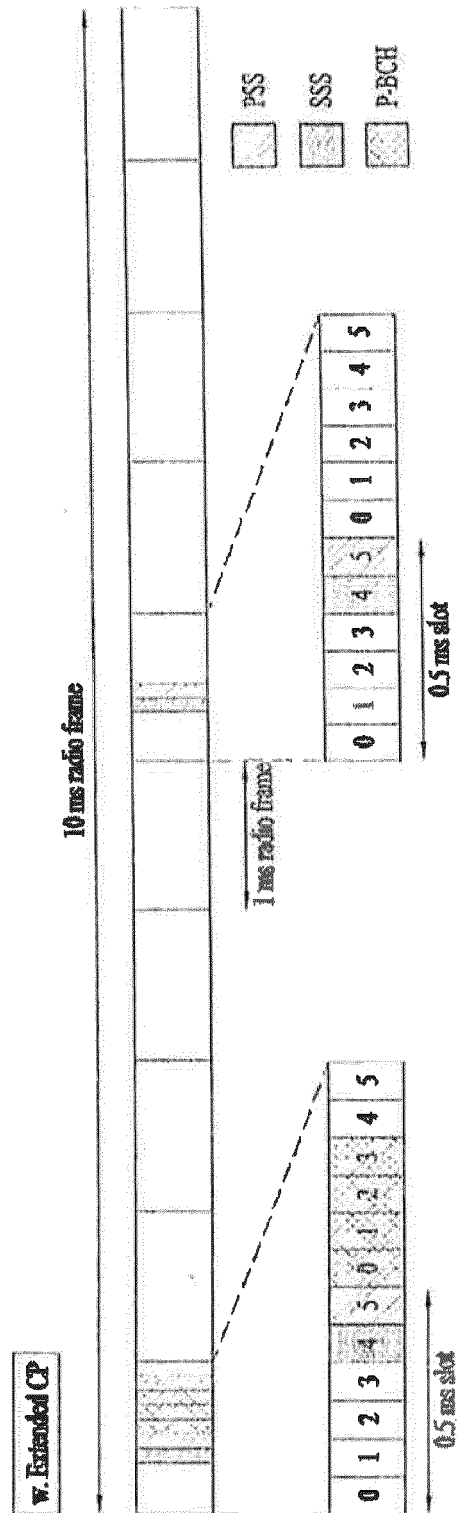 w. Extended CP
10 ms radio frame
1 ms radio frame
0 1 2 3 4 5 0 1 2 3 4 5
0.5 ms slot
0 1 2 3 4 5 0 1 2 3 4 5
0.5 ms slot
PSS
SSS
P-BCH